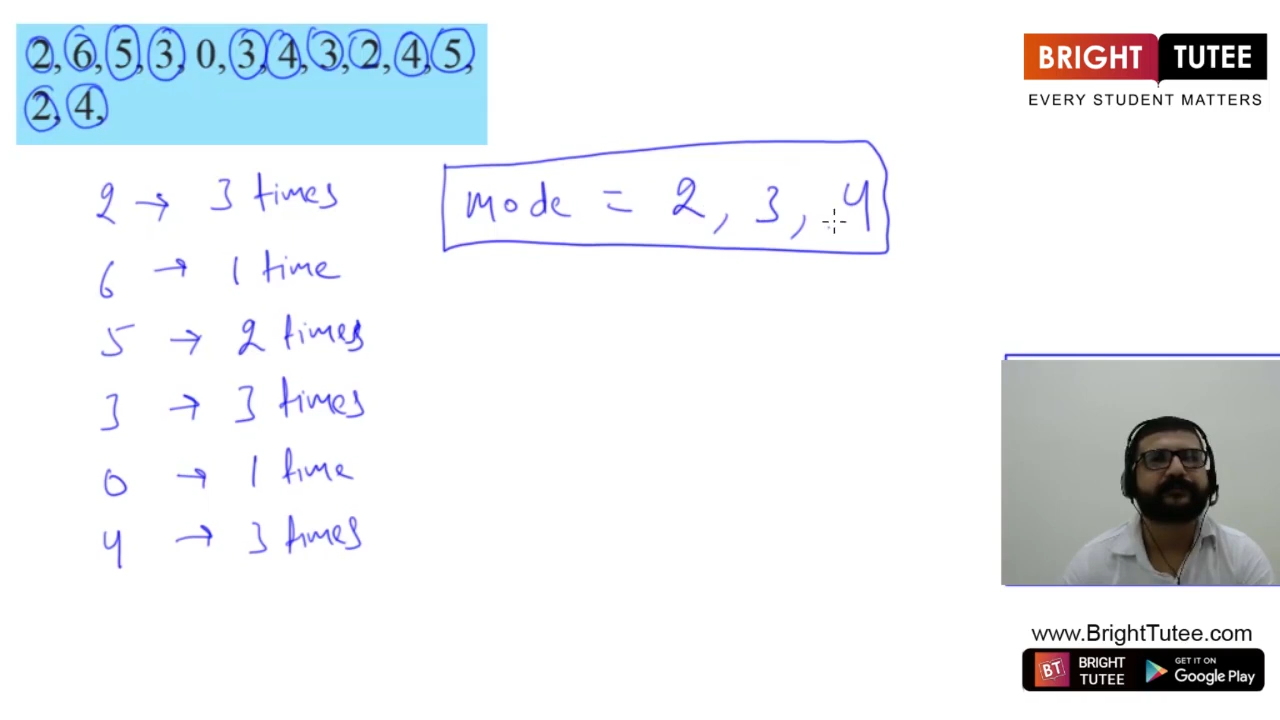 2, 6, 5, 3, 0, 3, 4, 3, 2, 4, 5,
2, 4,
BRIGHT TUTEE
EVERY STUDENT MATTERS
2 → 3 times
6 → 1 time
5 → 2 times
3 → 3 times
0 → 1 time
4 → 3 times
mode = 2, 3, 4
www.BrightTutee.com
BT BRIGHT TUTEE
GET IT ON
Google Play